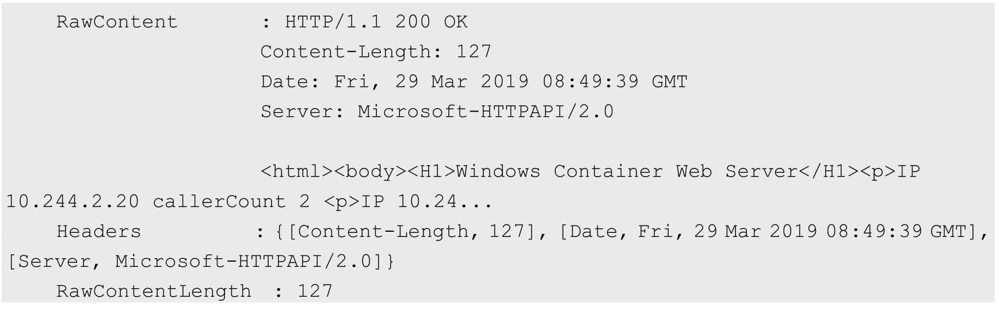 RawContent : HTTP/1.1 200 OK
Content-Length: 127
Date: Fri, 29 Mar 2019 08:49:39 GMT
Server: Microsoft-HTTPAPI/2.0
<html><body><H1>Windows Container Web Server</H1><p>IP
10.244.2.20 callerCount 2 <p>IP 10.24...
Headers : {[Content-Length, 127], [Date, Fri, 29 Mar 2019 08:49:39 GMT],
[Server, Microsoft-HTTPAPI/2.0]}
RawContentLength : 127